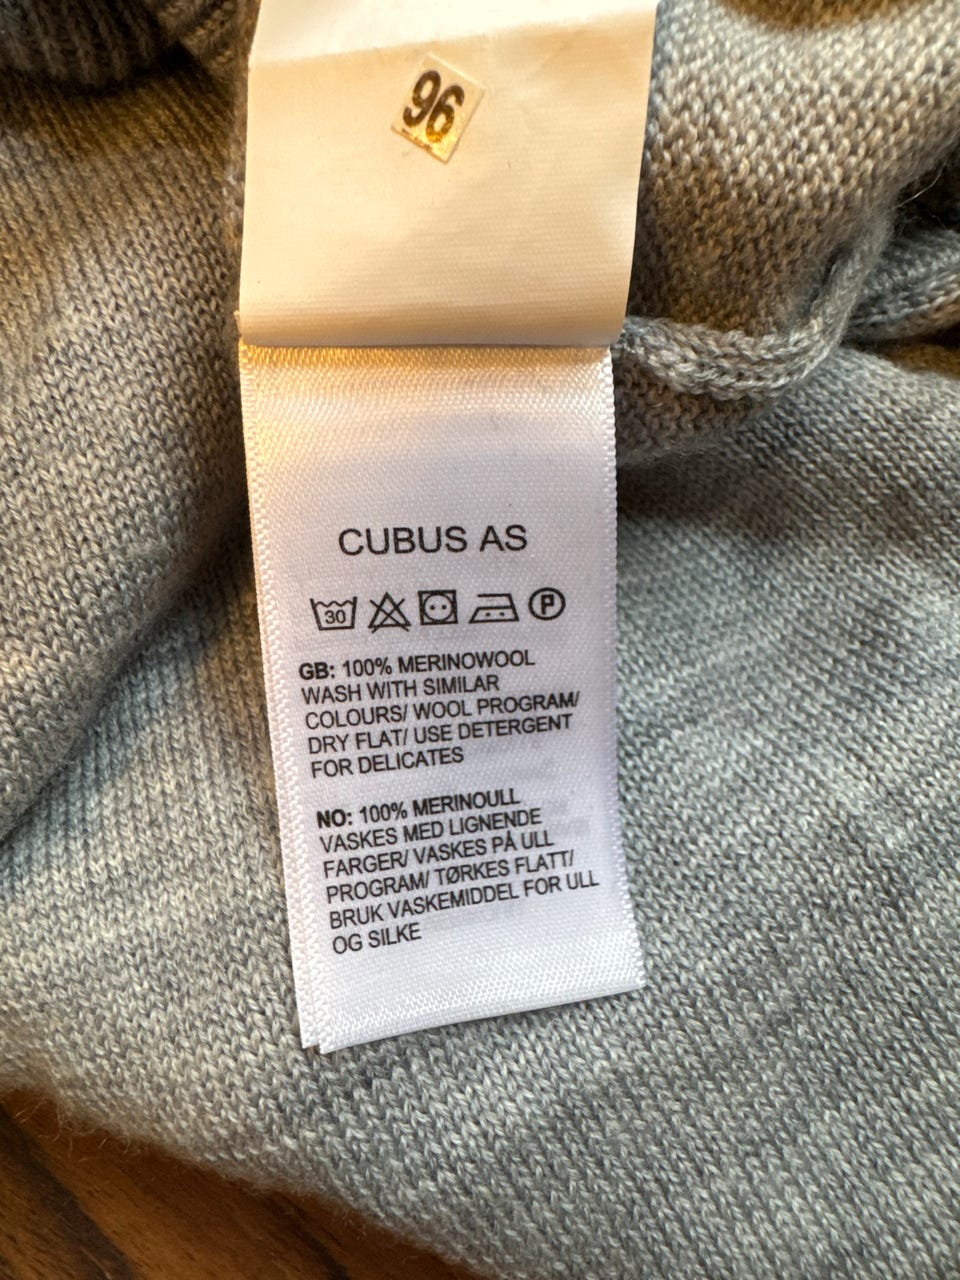 96
CUBUS AS
30 P
GB: 100% MERINOWOOL
WASH WITH SIMILAR
COLOURS/ WOOL PROGRAM/
DRY FLAT/ USE DETERGENT
FOR DELICATES
NO: 100% MERINOULL
VASKES MED LIGNENDE
FARGER/ VASKES PÅ ULL
PROGRAM/ TØRKES FLATT/
BRUK VASKEMIDDEL FOR ULL
OG SILKE